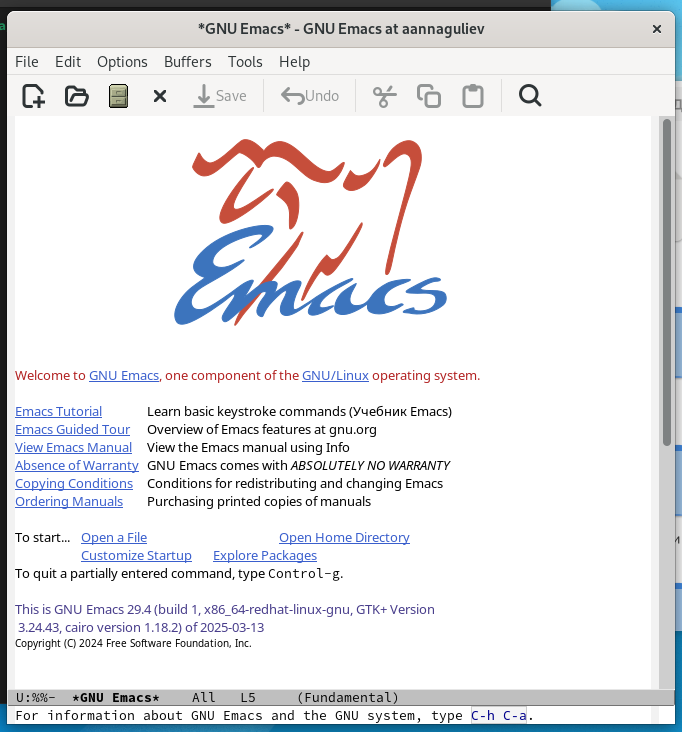 *GNU Emacs* - GNU Emacs at aannaguliev
File Edit Options Buffers Tools Help
Save Undo
Emacs
Welcome to GNU Emacs, one component of the GNU/Linux operating system.
Emacs Tutorial Learn basic keystroke commands (Учебник Emacs)
Emacs Guided Tour Overview of Emacs features at gnu.org
View Emacs Manual View the Emacs manual using Info
Absence of Warranty GNU Emacs comes with ABSOLUTELY NO WARRANTY
Copying Conditions Conditions for redistributing and changing Emacs
Ordering Manuals Purchasing printed copies of manuals
To start... Open a File Open Home Directory
Customize Startup Explore Packages
To quit a partially entered command, type Control-g.
This is GNU Emacs 29.4 (build 1, x86_64-redhat-linux-gnu, GTK+ Version
3.24.43, cairo version 1.18.2) of 2025-03-13
Copyright (C) 2024 Free Software Foundation, Inc.
U:%%- *GNU Emacs* All L5 (Fundamental)
For information about GNU Emacs and the GNU system, type C-h C-a.